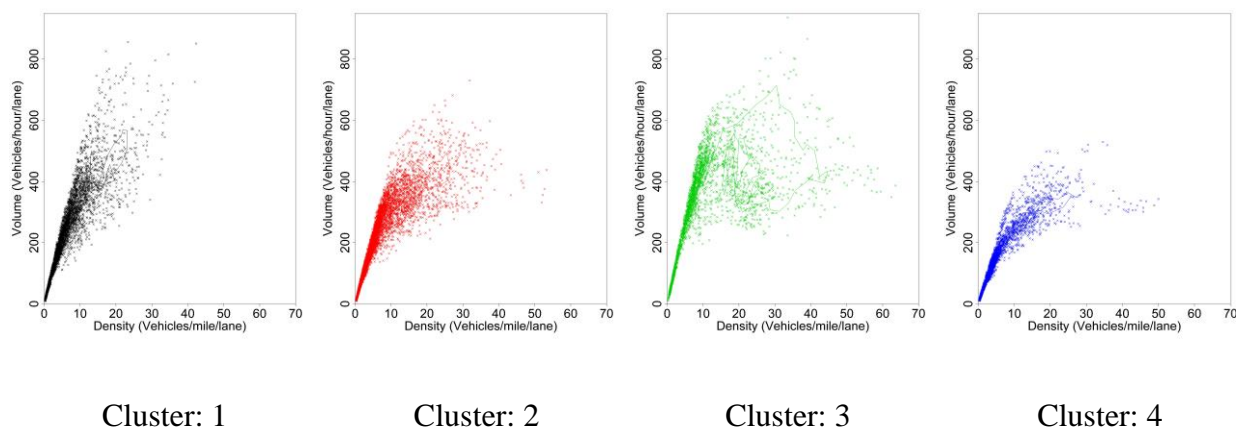 Volume (Vehicles/hour/lane)
0 200 400 600 800
0 10 20 30 40 50 60 70
Density (Vehicles/mile/lane)
Volume (Vehicles/hour/lane)
0 200 400 600 800
0 10 20 30 40 50 60 70
Density (Vehicles/mile/lane)
Volume (Vehicles/hour/lane)
0 200 400 600 800
0 10 20 30 40 50 60 70
Density (Vehicles/mile/lane)
Volume (Vehicles/hour/lane)
0 200 400 600 800
0 10 20 30 40 50 60 70
Density (Vehicles/mile/lane)
Cluster: 1
Cluster: 2
Cluster: 3
Cluster: 4